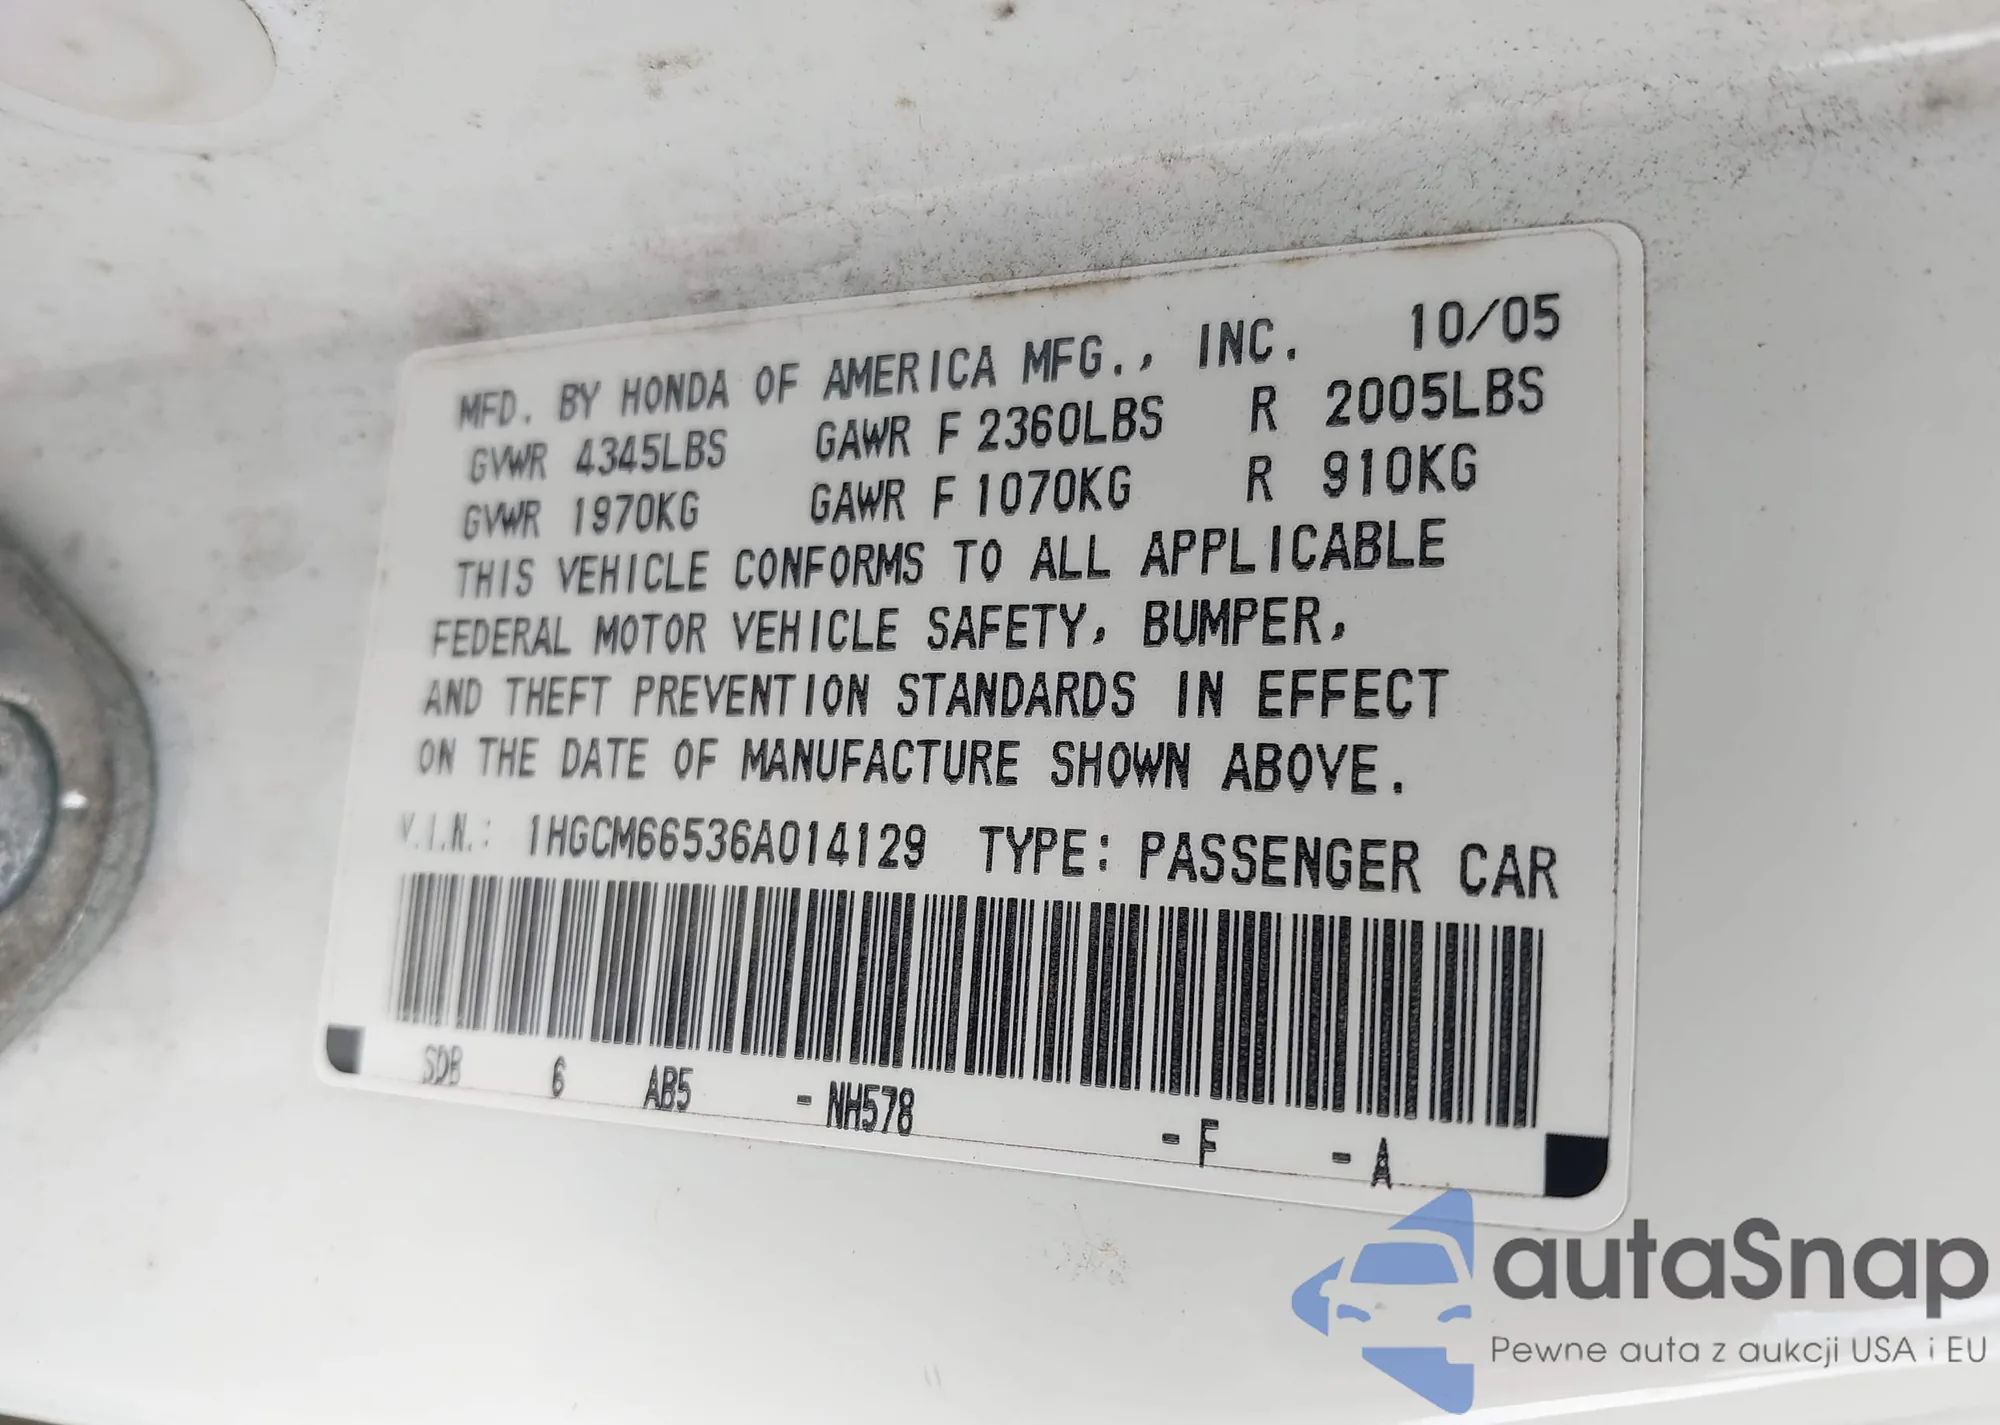 MFD. BY HONDA OF AMERICA MFG., INC. 10/05
GVWR 4345LBS GAWR F 2360LBS R 2005LBS
GVWR 1970KG GAWR F 1070KG R 910KG
THIS VEHICLE CONFORMS TO ALL APPLICABLE
FEDERAL MOTOR VEHICLE SAFETY, BUMPER,
AND THEFT PREVENTION STANDARDS IN EFFECT
ON THE DATE OF MANUFACTURE SHOWN ABOVE.
V.I.N.: 1HGCM66536A014129 TYPE: PASSENGER CAR
SDB 6 AB5 - NH578 - F - A
autaSnap
Pewne auta z aukcji USA i EU